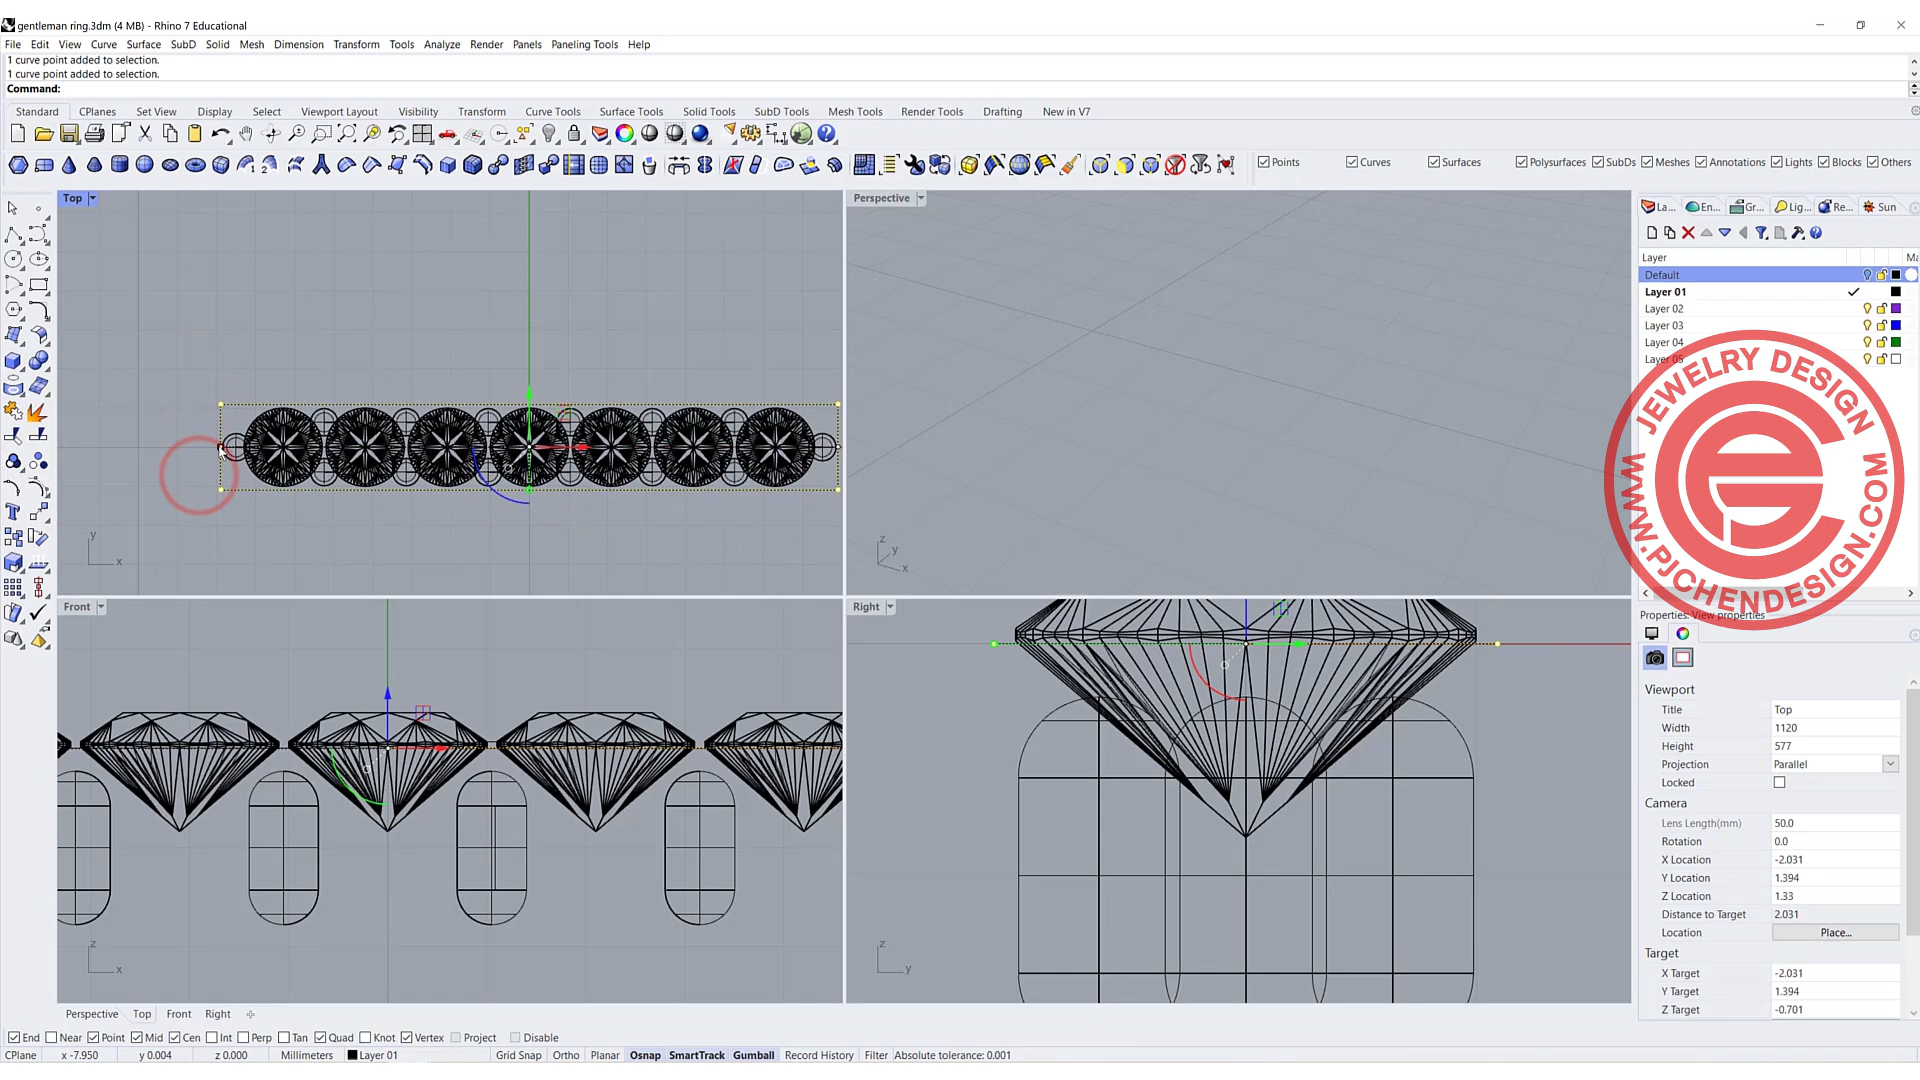 gentleman ring.3dm (4 MB) - Rhino 7 Educational
File Edit View Curve Surface SubD Solid Mesh Dimension Transform Tools Analyze Render Panels Paneling Tools Help
1 curve point added to selection.
1 curve point added to selection.
Command:
Standard CPlanes Set View Display Select Viewport Layout Visibility Transform Curve Tools Surface Tools Solid Tools SubD Tools Mesh Tools Render Tools Drafting New in V7
Points Curves Surfaces Polysurfaces SubDs Meshes Annotations Lights Blocks Others
Top
Perspective
La... En... Gr... Lig... Re... Sun
Layer Ma
Default
Layer 01
Layer 02
Layer 03
Layer 04
Layer 05
JEWELRY DESIGN
WWW.PJCHENDESIGN.COM
y
x
z
y
x
Front
Right
z
x
z
y
Properties: View properties
Viewport
Title Top
Width 1120
Height 577
Projection Parallel
Locked
Camera
Lens Length(mm) 50.0
Rotation 0.0
X Location -2.031
Y Location 1.394
Z Location 1.33
Distance to Target 2.031
Location Place...
Target
X Target -2.031
Y Target 1.394
Z Target -0.701
Perspective Top Front Right
End Near Point Mid Cen Int Perp Tan Quad Knot Vertex Project Disable
CPlane x -7.950 y 0.004 z 0.000 Millimeters Layer 01 Grid Snap Ortho Planar Osnap SmartTrack Gumball Record History Filter Absolute tolerance: 0.001